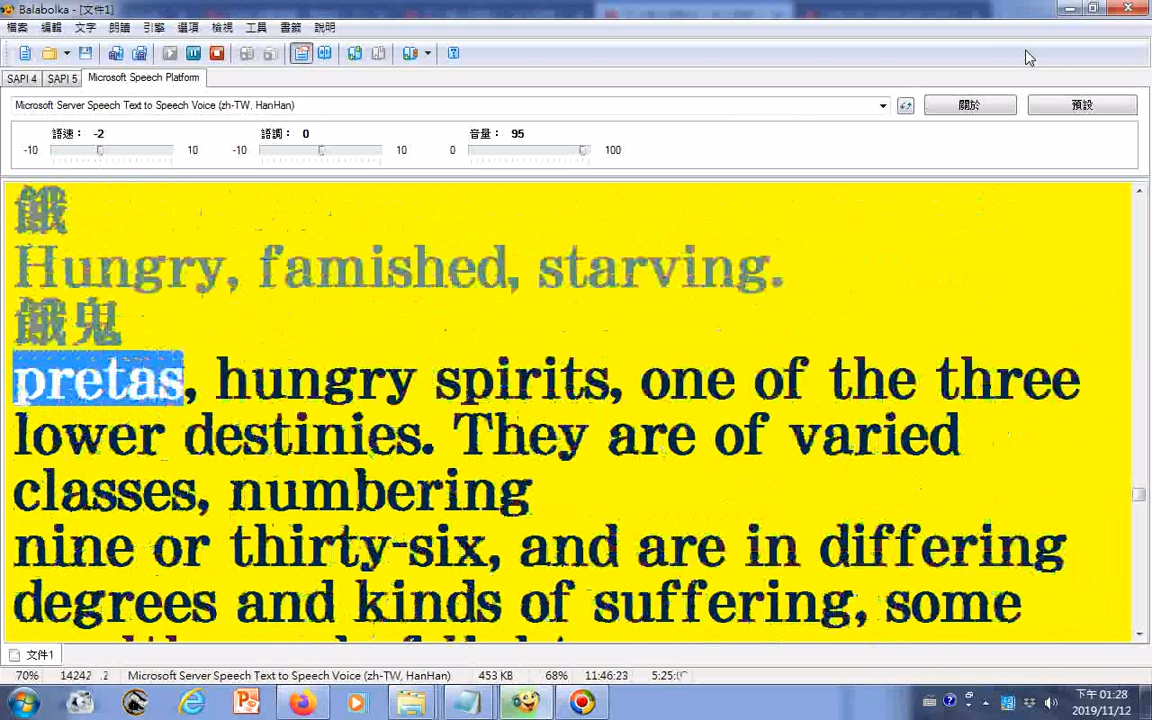 Balabolka - [文件1]
檔案 編輯 文字 朗讀 引擎 選項 檢視 工具 書籤 說明
SAPI 4 SAPI 5 Microsoft Speech Platform
Microsoft Server Speech Text to Speech Voice (zh-TW, HanHan) 關於 預設
語速： -2 語調： 0 音量： 95
-10 10 -10 10 0 100
餓
Hungry, famished, starving.
餓鬼
pretas, hungry spirits, one of the three
lower destinies. They are of varied
classes, numbering
nine or thirty-six, and are in differing
degrees and kinds of suffering, some
文件1
70% Microsoft Server Speech Text to Speech Voice (zh-TW, HanHan) 453 KB 68% 11:46:23
下午 01:28
2019/11/12